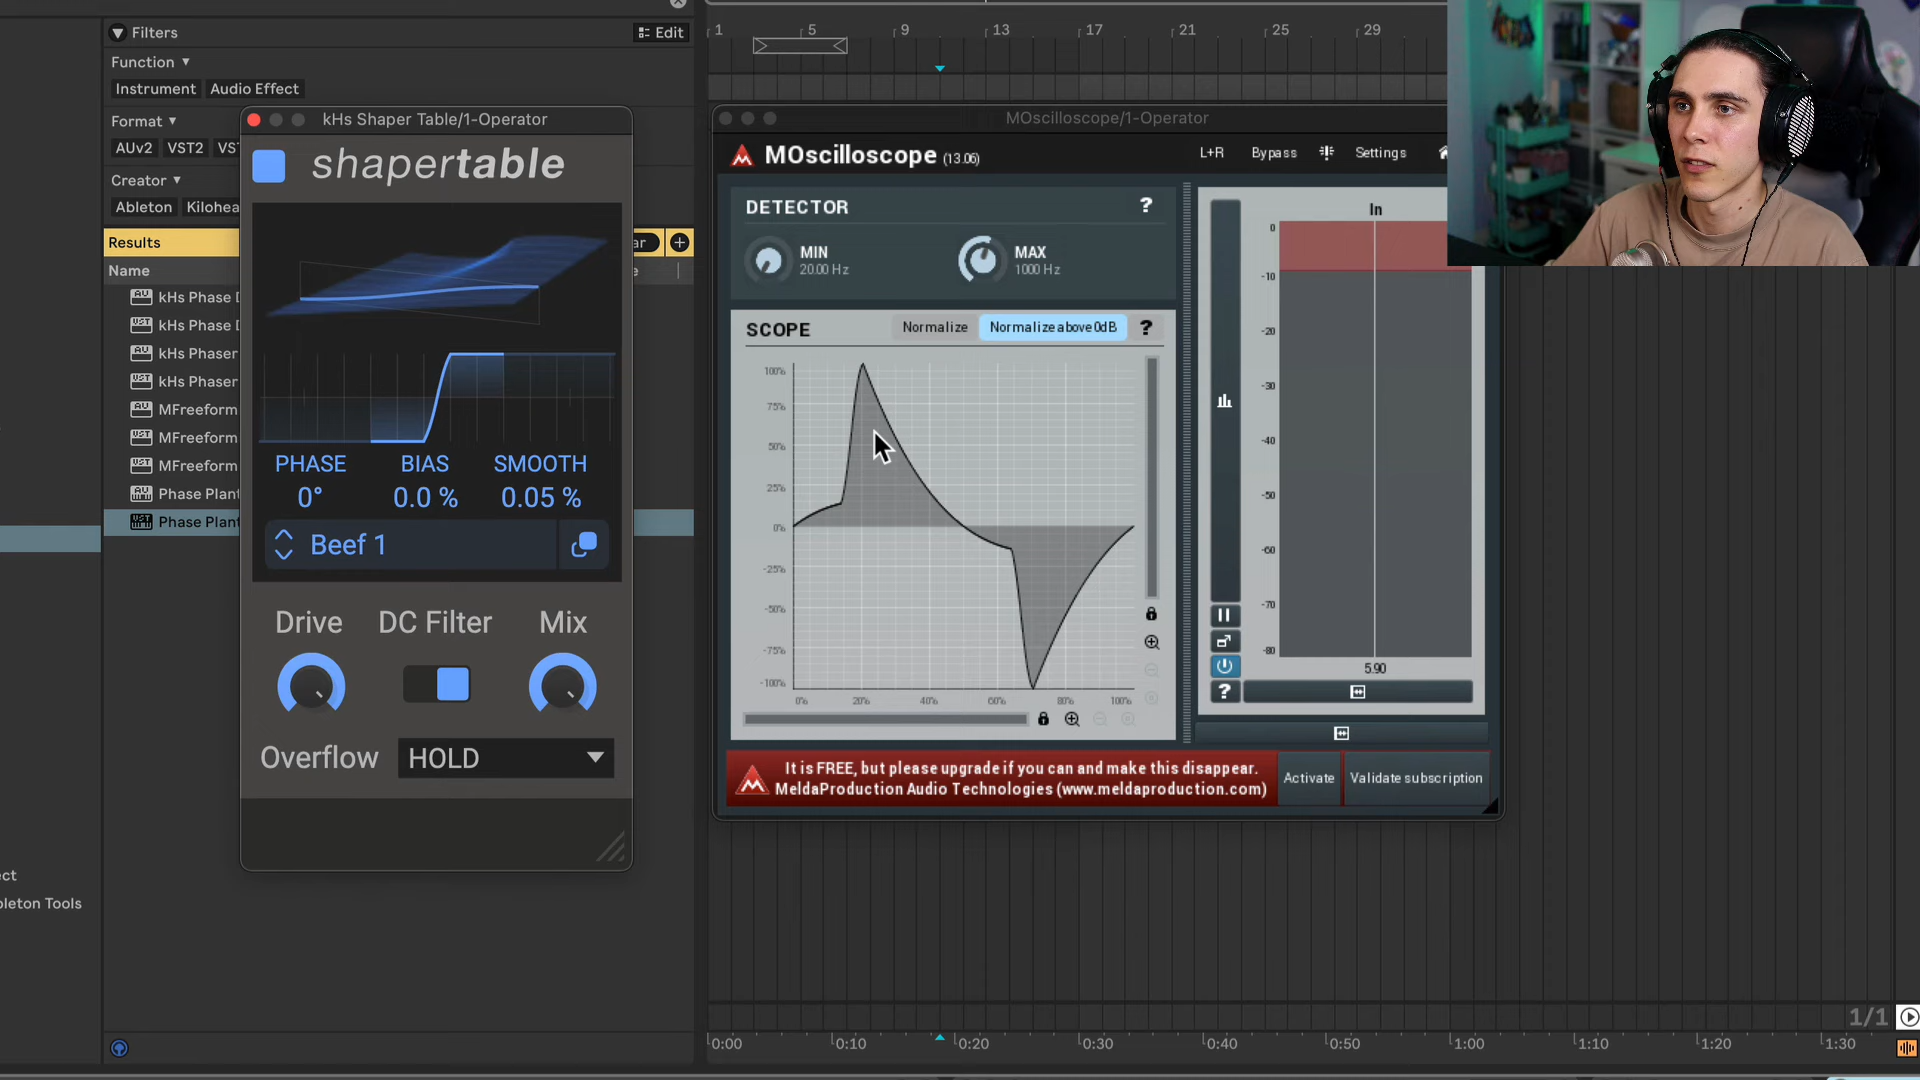 Filters
Edit
Function
Instrument Audio Effect
Format
AUv2 VST2
Creator
Ableton
Results
Name
kHs Phase
kHs Phase
kHs Phaser
kHs Phaser
MFreeform
MFreeform
MFreeform
Phase Plant
Phase Plant
ect
bleton Tools
kHs Shaper Table/1-Operator
shapertable
PHASE BIAS SMOOTH
0° 0.0 % 0.05 %
Beef 1
Drive DC Filter Mix
Overflow HOLD
1 5 9 13 17 21 25 29
MOscilloscope/1-Operator
MOscilloscope (13.06)
L+R Bypass Settings
DETECTOR ?
MIN
20.00 Hz
MAX
1000 Hz
SCOPE Normalize Normalize above 0dB ?
100%
75%
50%
25%
0%
-25%
-50%
-75%
-100%
0% 20% 40% 60% 80% 100%
In
0
-10
-20
-30
-40
-50
-60
-70
-80
5.90
?
It is FREE, but please upgrade if you can and make this disappear.
MeldaProduction Audio Technologies (www.meldaproduction.com)
Activate Validate subscription
1/1
0:00 0:10 0:20 0:30 0:40 0:50 1:00 1:10 1:20 1:30